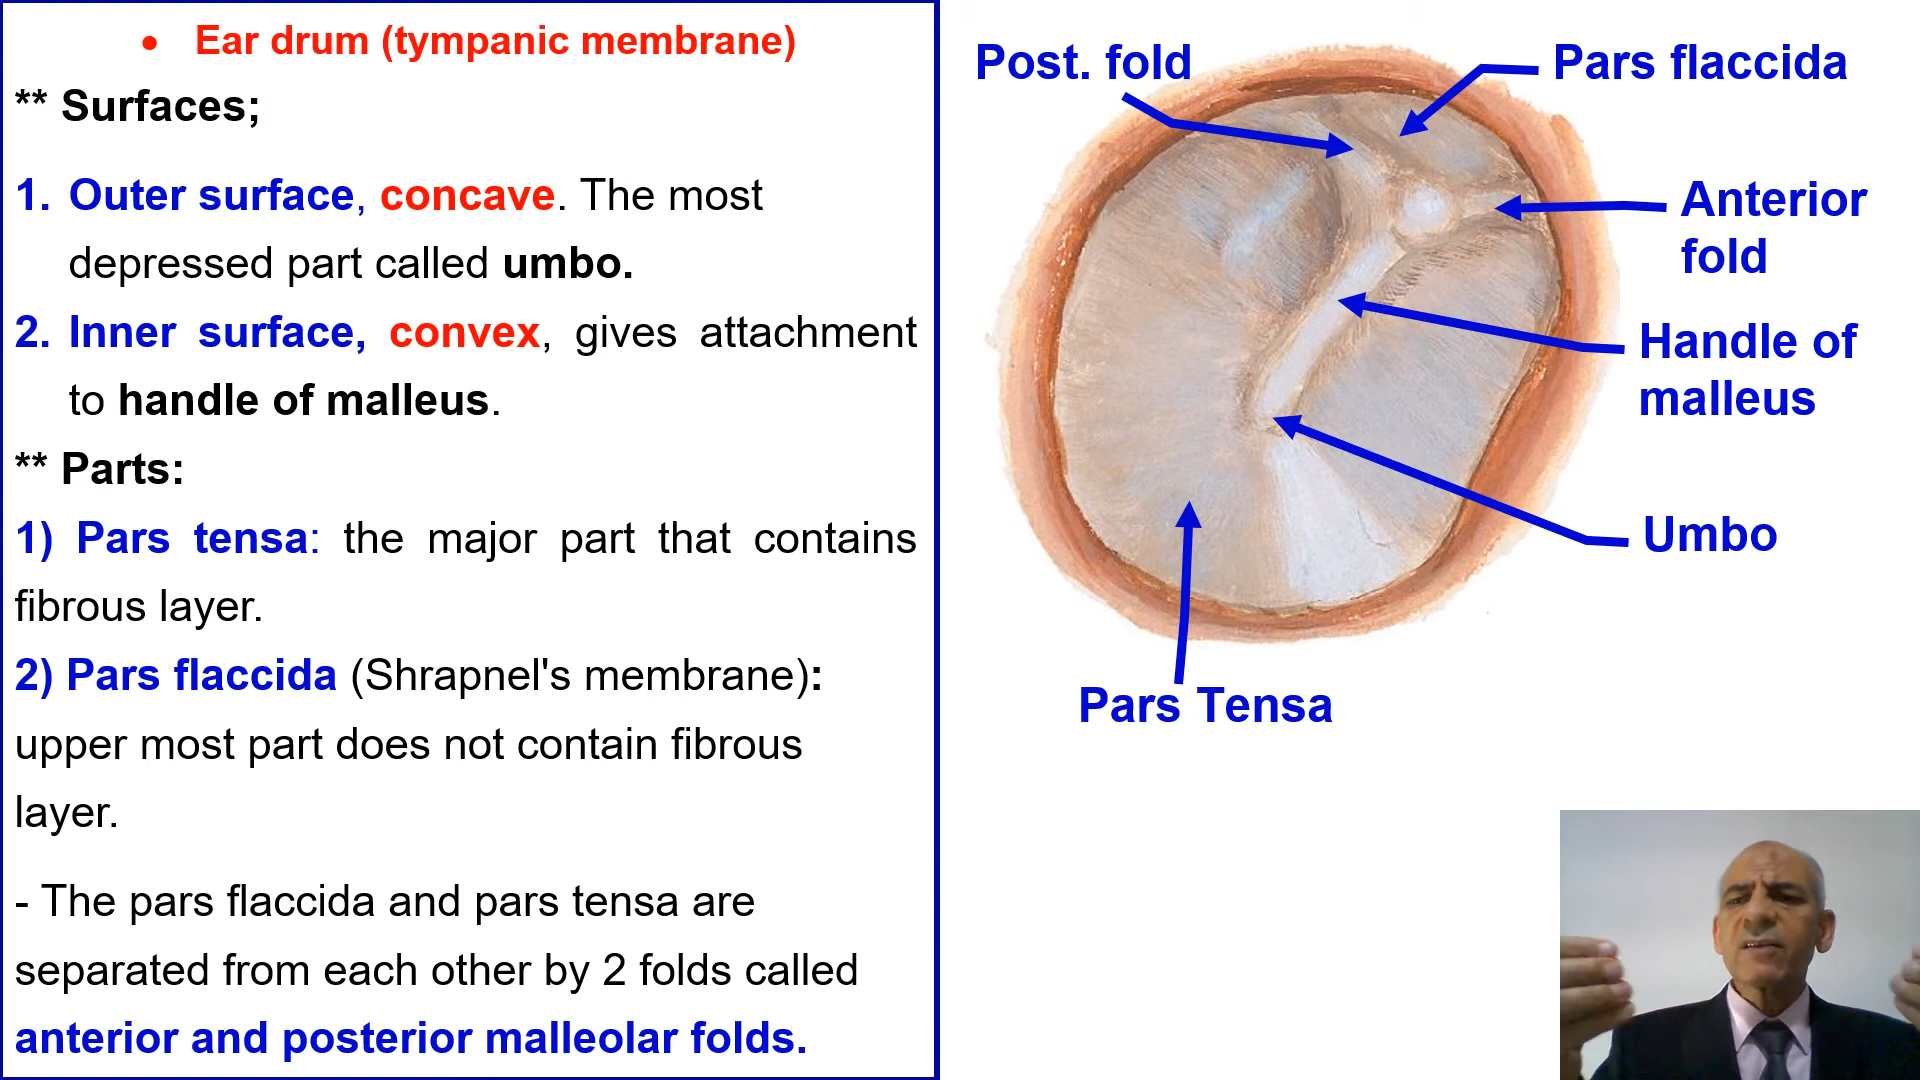 • Ear drum (tympanic membrane)
** Surfaces;
1. Outer surface, concave. The most
depressed part called umbo.
2. Inner surface, convex, gives attachment
to handle of malleus.
** Parts:
1) Pars tensa: the major part that contains
fibrous layer.
2) Pars flaccida (Shrapnel's membrane):
upper most part does not contain fibrous
layer.
- The pars flaccida and pars tensa are
separated from each other by 2 folds called
anterior and posterior malleolar folds.
Post. fold
Pars flaccida
Anterior
fold
Handle of
malleus
Umbo
Pars Tensa